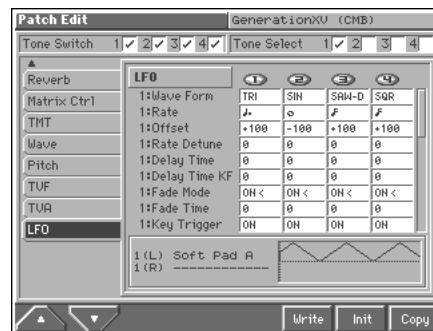 Patch Edit GenerationXV (CMB)
Tone Switch 1 2 3 4 Tone Select 1 2 3 4
Reverb
Matrix Ctrl
TMT
Wave
Pitch
TVF
TVA
LFO
LFO 1 2 3 4
1:Wave Form TRI SIN SAW-D SQR
1:Rate
1:Offset +100 -100 +100 +100
1:Rate Detune 0 0 0 0
1:Delay Time 0 0 0 0
1:Delay Time KF 0 0 0 0
1:Fade Mode ON < ON < ON < ON <
1:Fade Time 0 0 0 0
1:Key Trigger ON ON ON ON
1(L) Soft Pad A
1(R) --------------
Write Init Copy